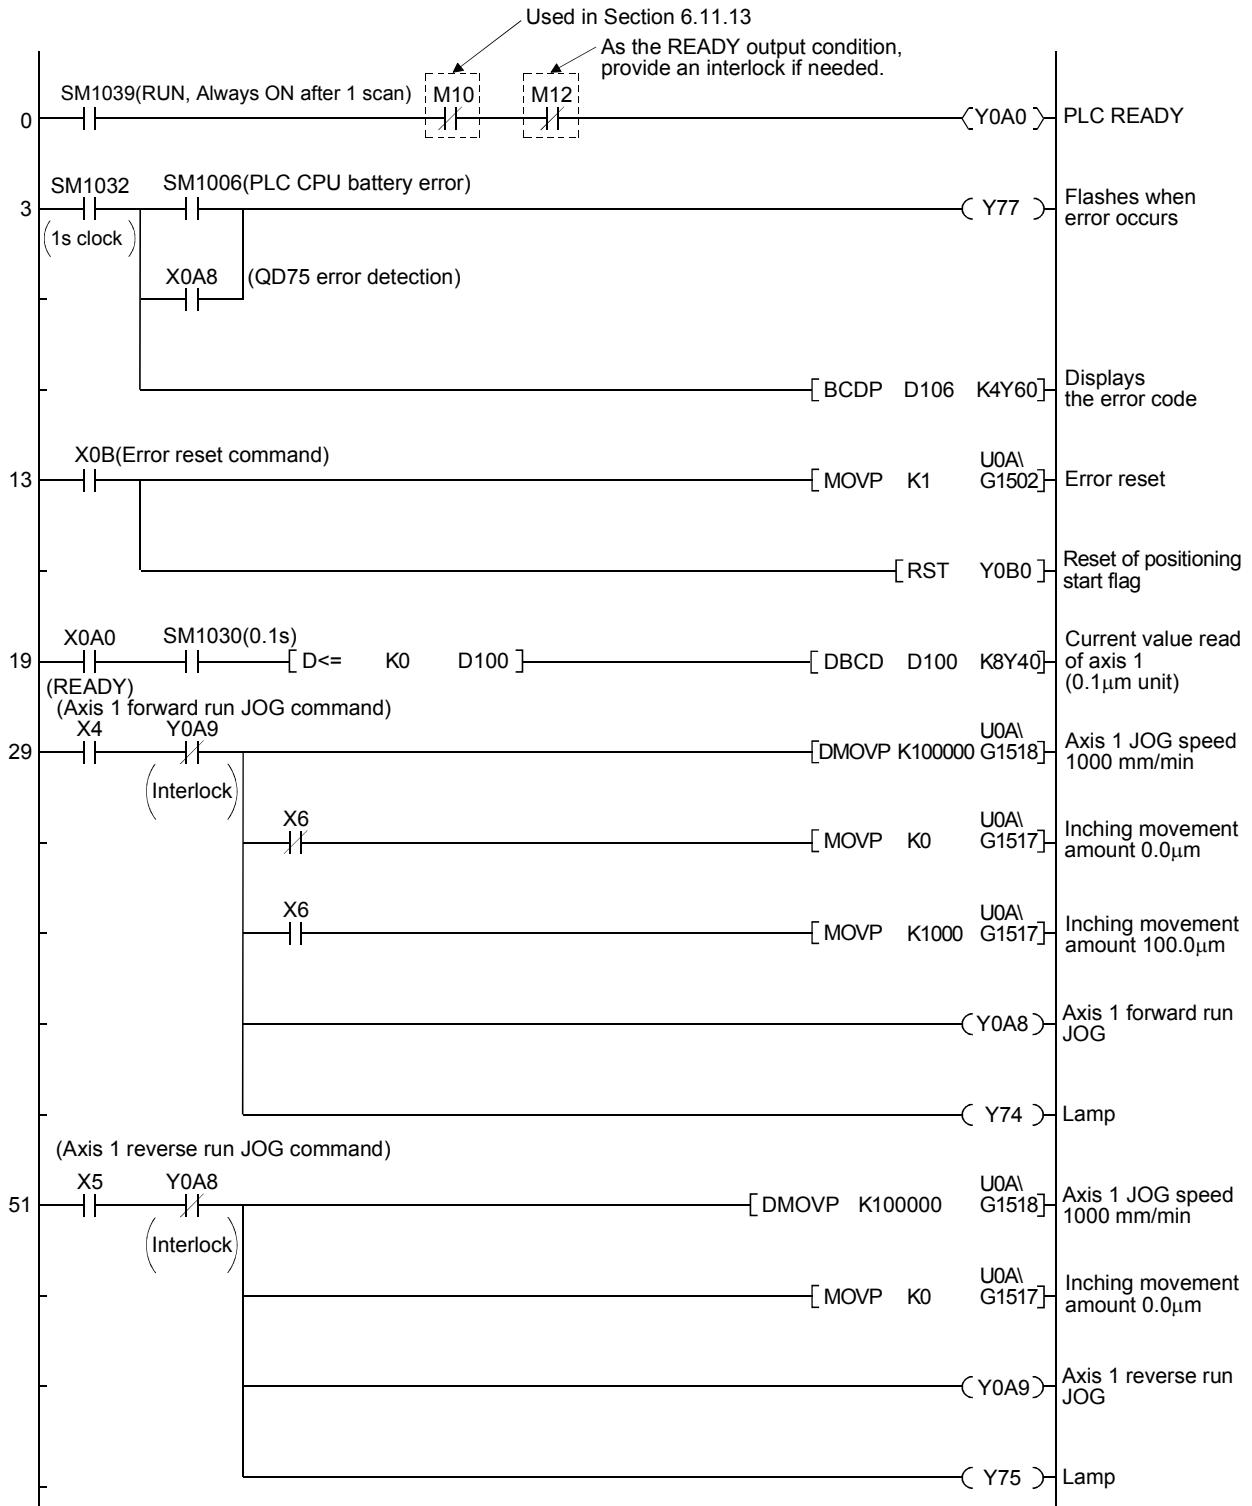 Used in Section 6.11.13
As the READY output condition,
provide an interlock if needed.
SM1039(RUN, Always ON after 1 scan)
M10
M12
0
Y0A0
PLC READY
SM1032
SM1006(PLC CPU battery error)
3
Y77
Flashes when
error occurs
(1s clock)
X0A8
(QD75 error detection)
[BCDP D106 K4Y60]
Displays
the error code
X0B(Error reset command)
13
[MOVP K1 U0A\
G1502]
Error reset
[RST Y0B0]
Reset of positioning
start flag
X0A0
SM1030(0.1s)
19
[D<= K0 D100]
[DBCD D100 K8Y40]
Current value read
of axis 1
(0.1μm unit)
(READY)
(Axis 1 forward run JOG command)
X4
Y0A9
29
[DMOVP K100000 U0A\
G1518]
Axis 1 JOG speed
1000 mm/min
(Interlock)
X6
[MOVP K0 U0A\
G1517]
Inching movement
amount 0.0μm
X6
[MOVP K1000 U0A\
G1517]
Inching movement
amount 100.0μm
(Y0A8)
Axis 1 forward run
JOG
(Y74)
Lamp
(Axis 1 reverse run JOG command)
X5
Y0A8
51
[DMOVP K100000 U0A\
G1518]
Axis 1 JOG speed
1000 mm/min
(Interlock)
[MOVP K0 U0A\
G1517]
Inching movement
amount 0.0μm
(Y0A9)
Axis 1 reverse run
JOG
(Y75)
Lamp